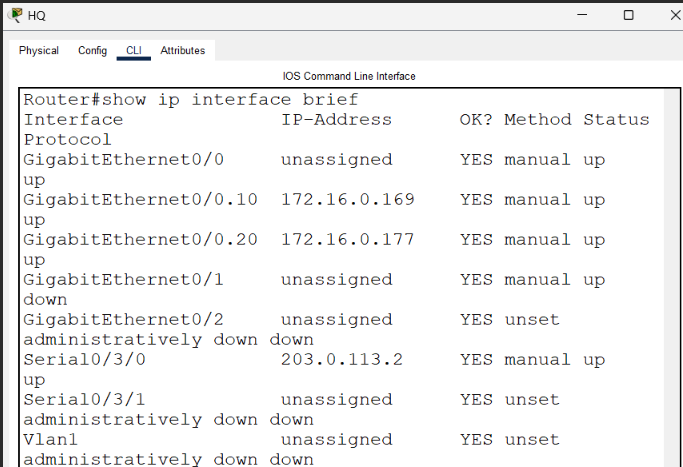 HQ
Physical Config CLI Attributes
IOS Command Line Interface
Router#show ip interface brief
Interface IP-Address OK? Method Status
Protocol
GigabitEthernet0/0 unassigned YES manual up
up
GigabitEthernet0/0.10 172.16.0.169 YES manual up
up
GigabitEthernet0/0.20 172.16.0.177 YES manual up
up
GigabitEthernet0/1 unassigned YES manual up
down
GigabitEthernet0/2 unassigned YES unset
administratively down down
Serial0/3/0 203.0.113.2 YES manual up
up
Serial0/3/1 unassigned YES unset
administratively down down
Vlan1 unassigned YES unset
administratively down down